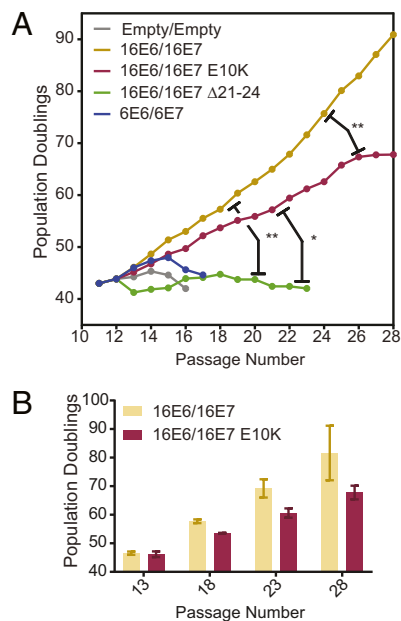 A
Empty/Empty
16E6/16E7
16E6/16E7 E10K
16E6/16E7 Δ21-24
6E6/6E7
Population Doublings
90
80
70
60
50
40
**
**
*
10 12 14 16 18 20 22 24 26 28
Passage Number
B
16E6/16E7
16E6/16E7 E10K
Population Doublings
100
90
80
70
60
50
40
13 18 23 28
Passage Number